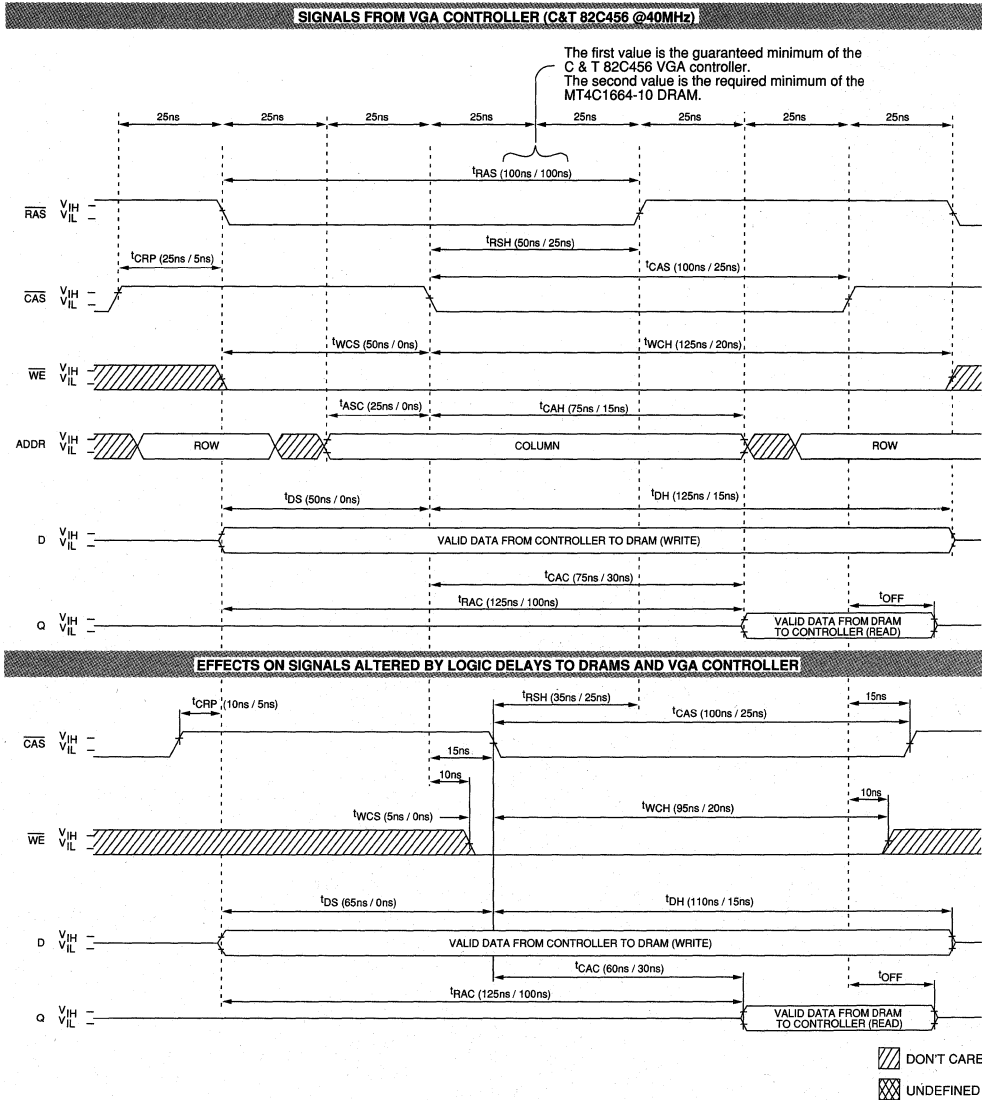 SIGNALS FROM VGA CONTROLLER (C&T 82C456 @40MHz)
The first value is the guaranteed minimum of the
C & T 82C456 VGA controller.
The second value is the required minimum of the
MT4C1664-10 DRAM.
25ns 25ns 25ns 25ns 25ns 25ns 25ns 25ns
tRAS (100ns / 100ns)
RAS VIH
VIL
tRSH (50ns / 25ns)
tCRP (25ns / 5ns)
tCAS (100ns / 25ns)
CAS VIH
VIL
tWCS (50ns / 0ns) tWCH (125ns / 20ns)
WE VIH
VIL
tASC (25ns / 0ns) tCAH (75ns / 15ns)
ADDR VIH
VIL
ROW COLUMN ROW
tDS (50ns / 0ns) tDH (125ns / 15ns)
D VIH
VIL
VALID DATA FROM CONTROLLER TO DRAM (WRITE)
tCAC (75ns / 30ns)
tRAC (125ns / 100ns) tOFF
Q VIH
VIL
VALID DATA FROM DRAM
TO CONTROLLER (READ)
EFFECTS ON SIGNALS ALTERED BY LOGIC DELAYS TO DRAMS AND VGA CONTROLLER
tCRP (10ns / 5ns) tRSH (35ns / 25ns) 15ns
tCAS (100ns / 25ns)
CAS VIH
VIL
15ns
10ns 10ns
tWCS (5ns / 0ns) tWCH (95ns / 20ns)
WE VIH
VIL
tDS (65ns / 0ns) tDH (110ns / 15ns)
D VIH
VIL
VALID DATA FROM CONTROLLER TO DRAM (WRITE)
tCAC (60ns / 30ns) tOFF
tRAC (125ns / 100ns)
Q VIH
VIL
VALID DATA FROM DRAM
TO CONTROLLER (READ)
DON'T CARE
UNDEFINED